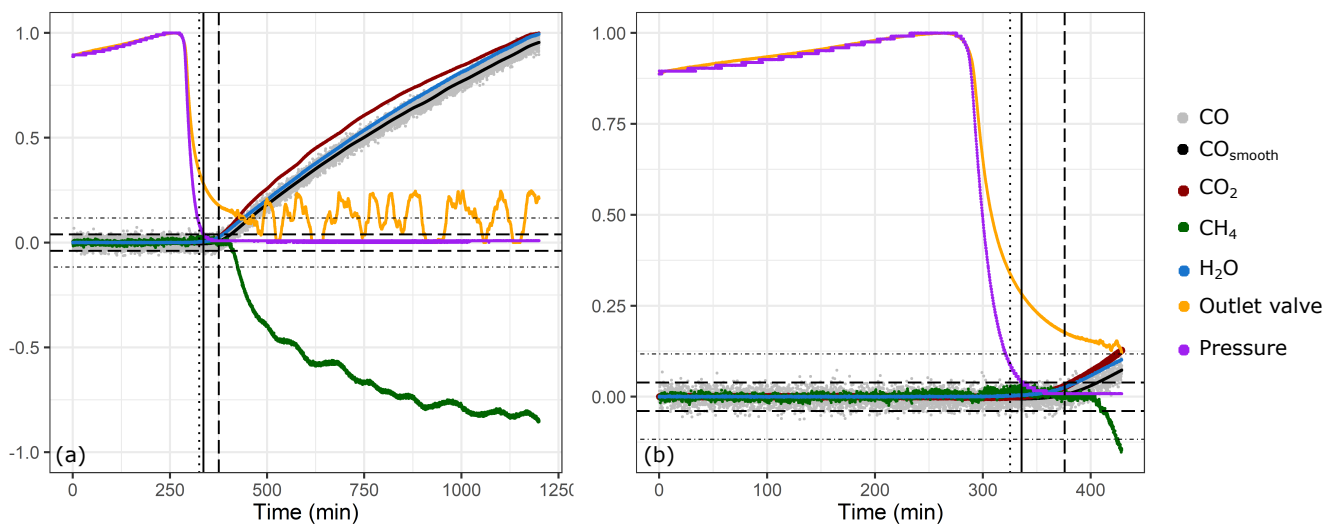 1.0
0.5
0.0
-0.5
-1.0
(a)
0
250
500
750
1000
1250
Time (min)
1.00
0.75
0.50
0.25
0.00
(b)
0
100
200
300
400
Time (min)
CO
COsmooth
CO2
CH4
H2O
Outlet valve
Pressure